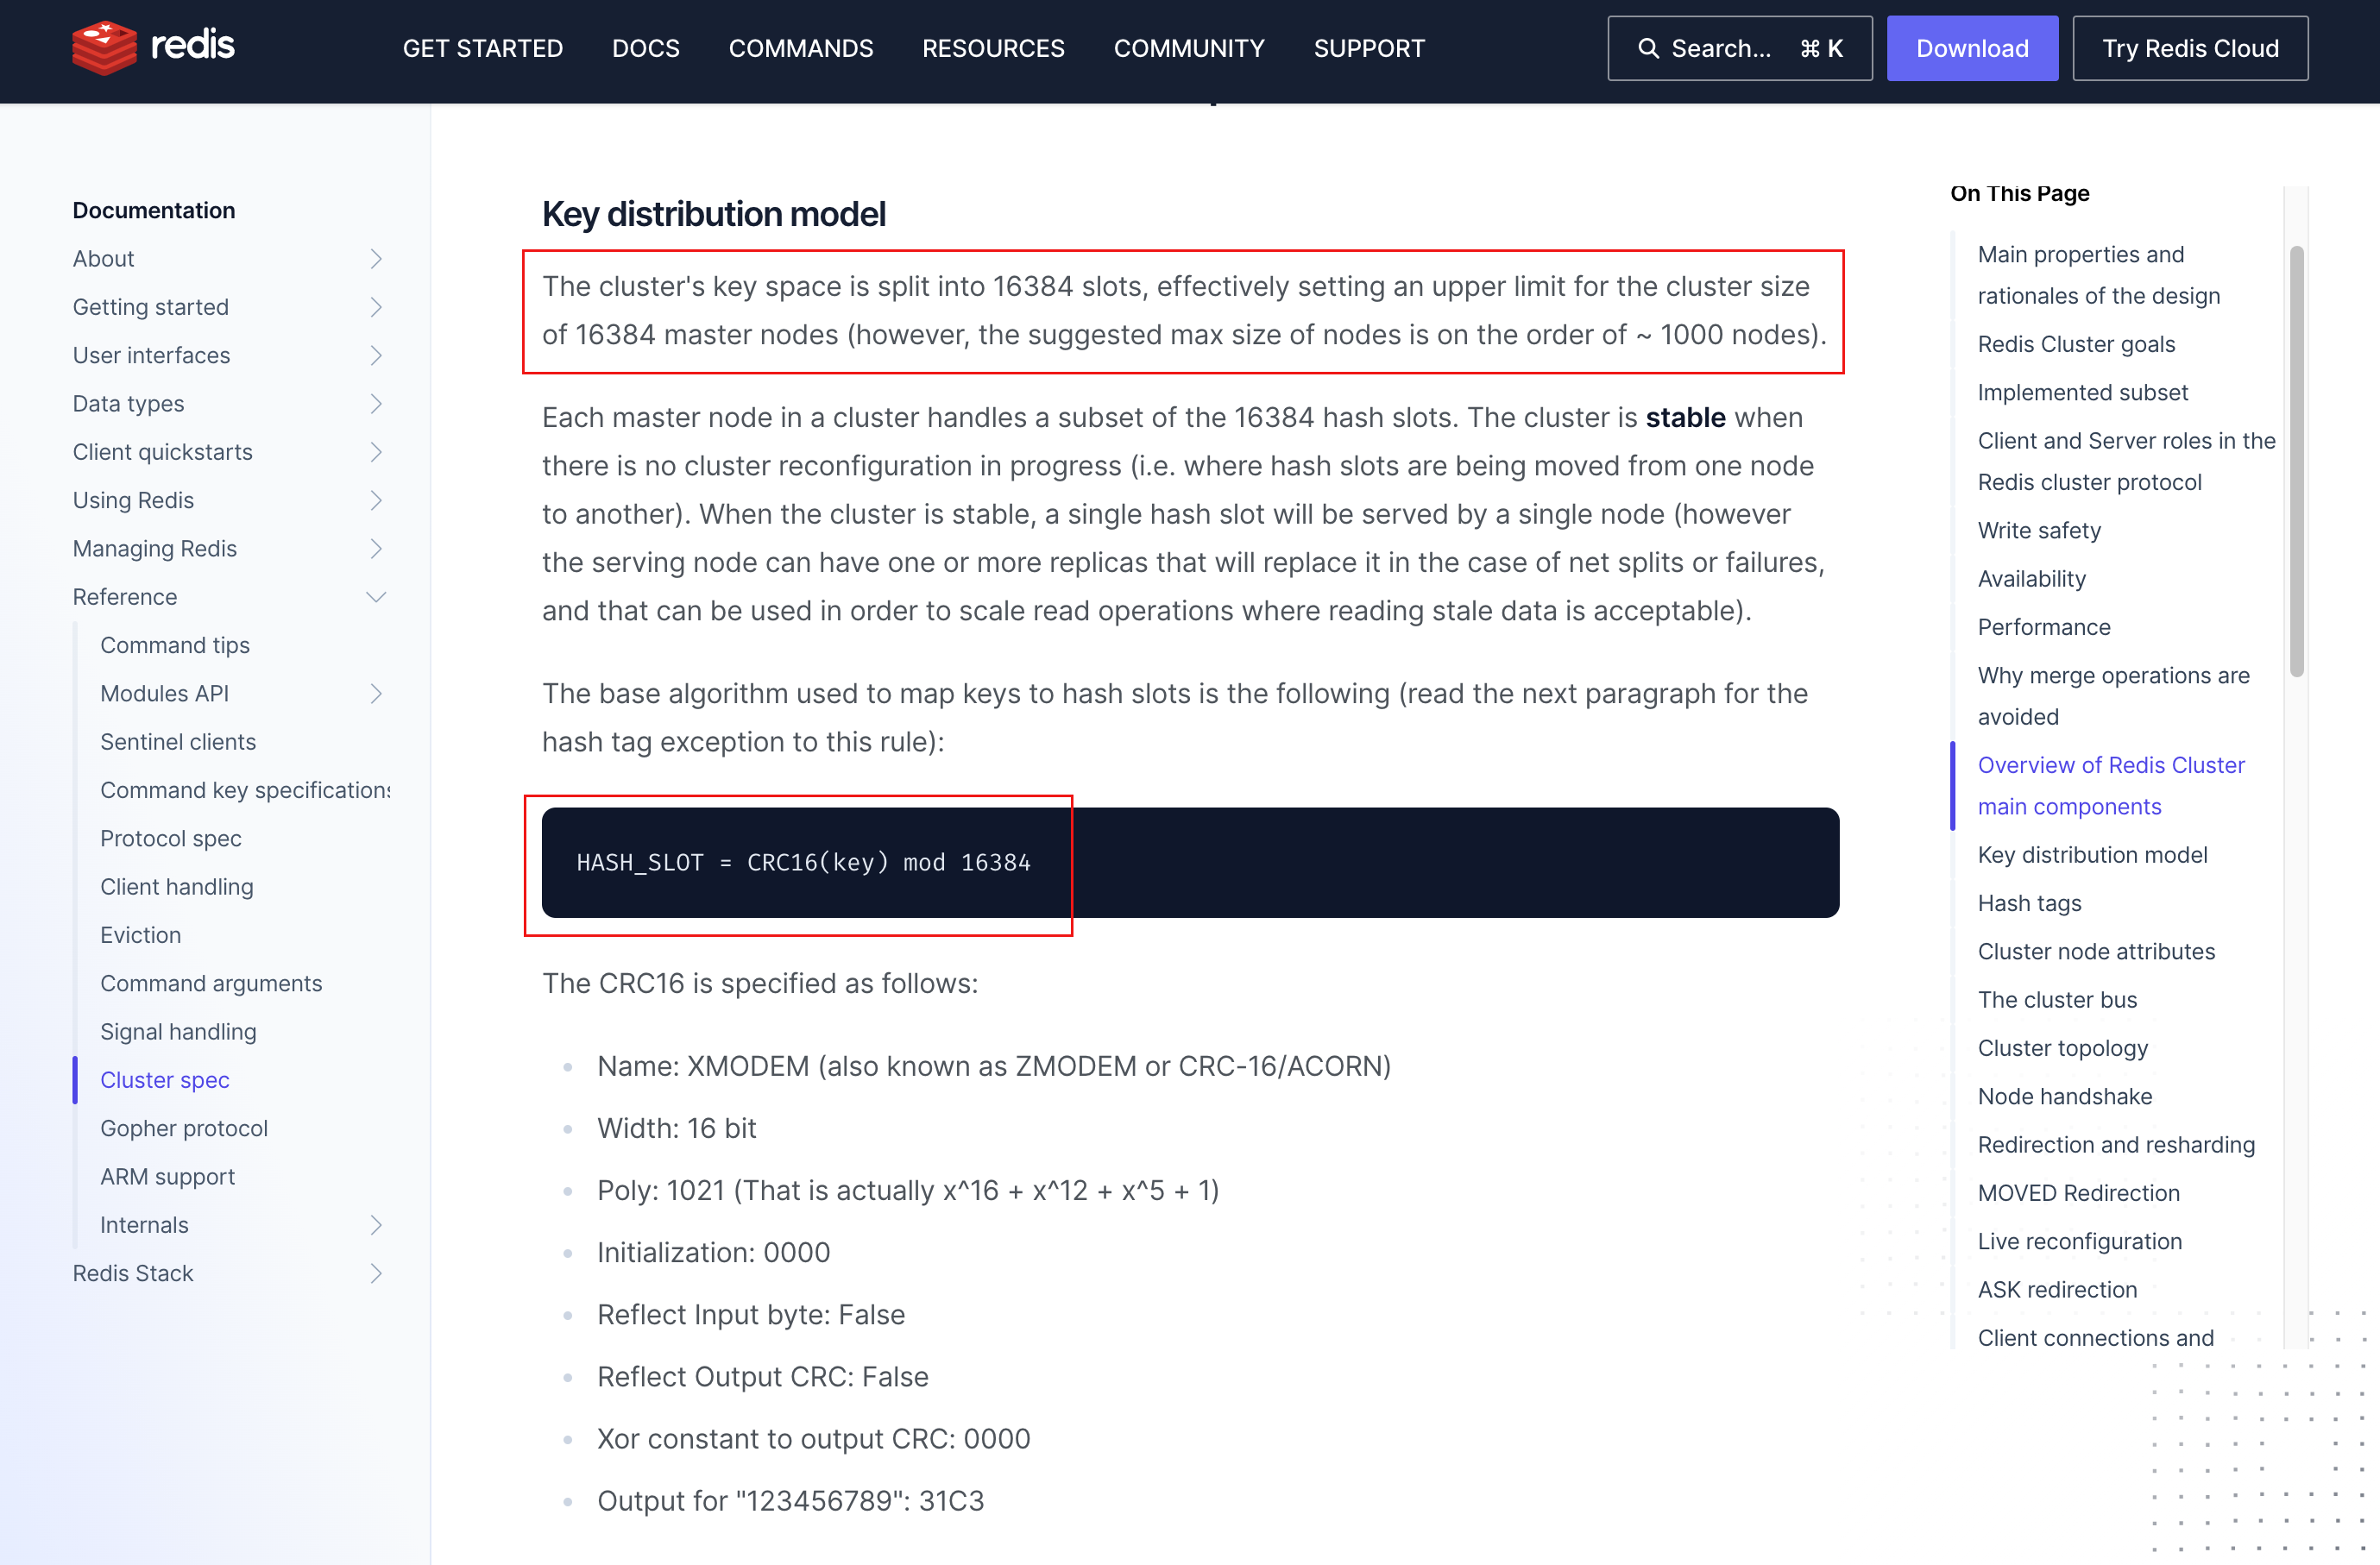 redis
GET STARTED
DOCS
COMMANDS
RESOURCES
COMMUNITY
SUPPORT
Search... ⌘ K
Download
Try Redis Cloud
Documentation
About
Getting started
User interfaces
Data types
Client quickstarts
Using Redis
Managing Redis
Reference
Command tips
Modules API
Sentinel clients
Command key specifications
Protocol spec
Client handling
Eviction
Command arguments
Signal handling
Cluster spec
Gopher protocol
ARM support
Internals
Redis Stack
Key distribution model
The cluster's key space is split into 16384 slots, effectively setting an upper limit for the cluster size
of 16384 master nodes (however, the suggested max size of nodes is on the order of ~ 1000 nodes).
Each master node in a cluster handles a subset of the 16384 hash slots. The cluster is stable when
there is no cluster reconfiguration in progress (i.e. where hash slots are being moved from one node
to another). When the cluster is stable, a single hash slot will be served by a single node (however
the serving node can have one or more replicas that will replace it in the case of net splits or failures,
and that can be used in order to scale read operations where reading stale data is acceptable).
The base algorithm used to map keys to hash slots is the following (read the next paragraph for the
hash tag exception to this rule):
HASH_SLOT = CRC16(key) mod 16384
The CRC16 is specified as follows:
Name: XMODEM (also known as ZMODEM or CRC-16/ACORN)
Width: 16 bit
Poly: 1021 (That is actually x^16 + x^12 + x^5 + 1)
Initialization: 0000
Reflect Input byte: False
Reflect Output CRC: False
Xor constant to output CRC: 0000
Output for "123456789": 31C3
On This Page
Main properties and
rationales of the design
Redis Cluster goals
Implemented subset
Client and Server roles in the
Redis cluster protocol
Write safety
Availability
Performance
Why merge operations are
avoided
Overview of Redis Cluster
main components
Key distribution model
Hash tags
Cluster node attributes
The cluster bus
Cluster topology
Node handshake
Redirection and resharding
MOVED Redirection
Live reconfiguration
ASK redirection
Client connections and